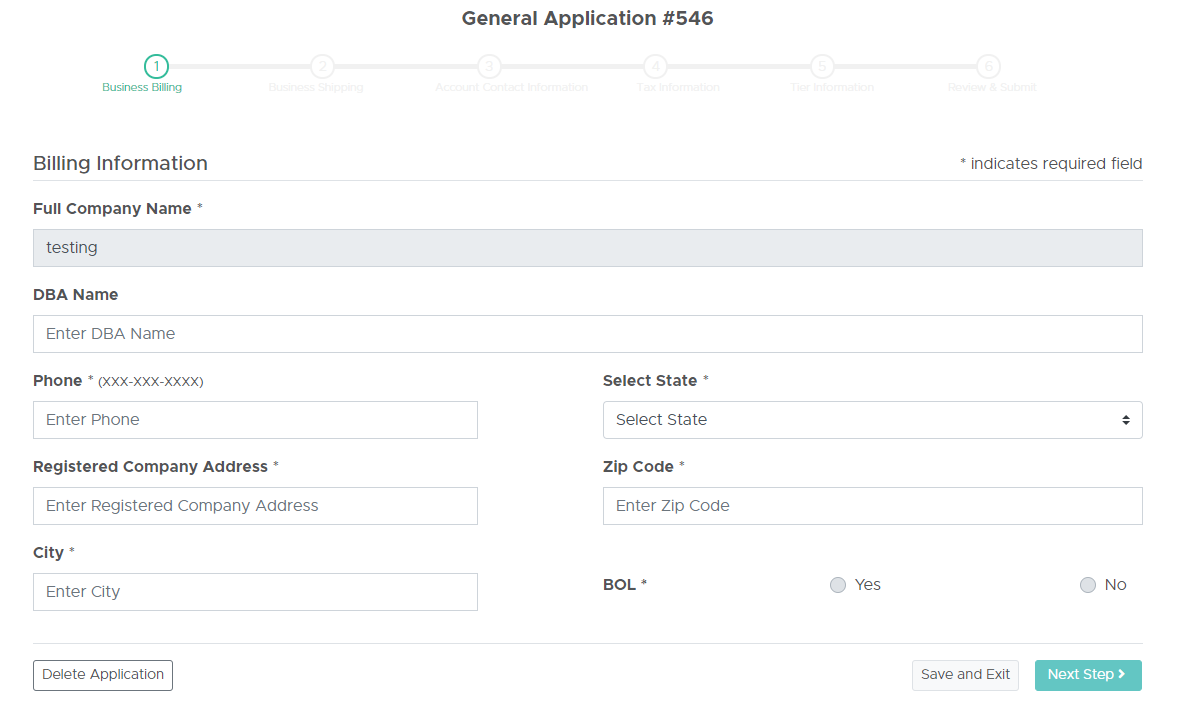 General Application #546
1 2 3 4 5 6
Business Billing Business Shipping Account Contact Information Tax Information Tier Information Review & Submit
Billing Information * indicates required field
Full Company Name *
testing
DBA Name
Enter DBA Name
Phone * (XXX-XXX-XXXX) Select State *
Enter Phone Select State
Registered Company Address * Zip Code *
Enter Registered Company Address Enter Zip Code
City *
Enter City BOL * Yes No
Delete Application Save and Exit Next Step